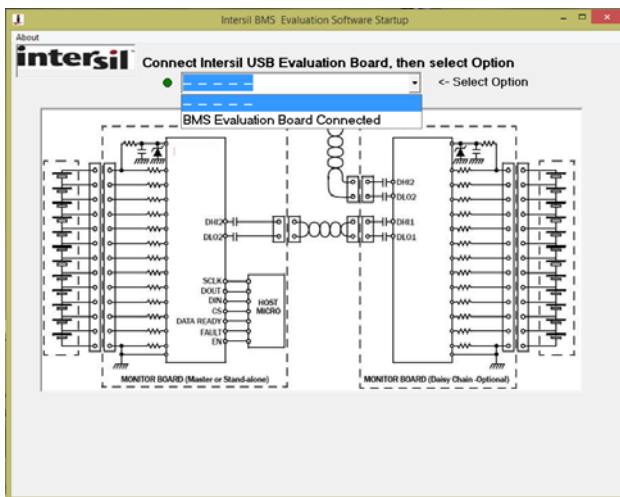 Intersil BMS Evaluation Software Startup
About
intersil
Connect Intersil USB Evaluation Board, then select Option
– – – – – –
<- Select Option
– – – – – –
BMS Evaluation Board Connected
DHI2
DLO2
DHI2
DLO2
DHI1
DLO1
SCLK
DOUT
DIN
CS
DATA READY
FAULT
EN
HOST
MICRO
MONITOR BOARD (Master or Stand-alone)
MONITOR BOARD (Daisy Chain -Optional)